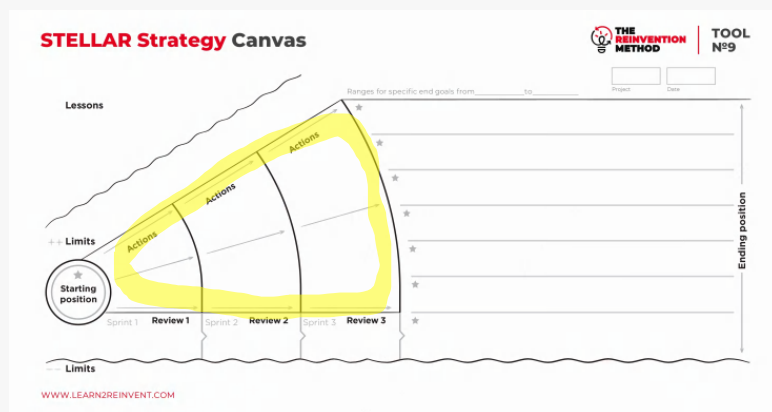 STELLAR Strategy Canvas
THE
REINVENTION
METHOD
TOOL
Nº9
Project
Date
Ranges for specific end goals from____________to___________
Lessons
Actions
Actions
Actions
++ Limits
Starting
position
Sprint 1
Review 1
Sprint 2
Review 2
Sprint 3
Review 3
Ending position
-- Limits
WWW.LEARN2REINVENT.COM